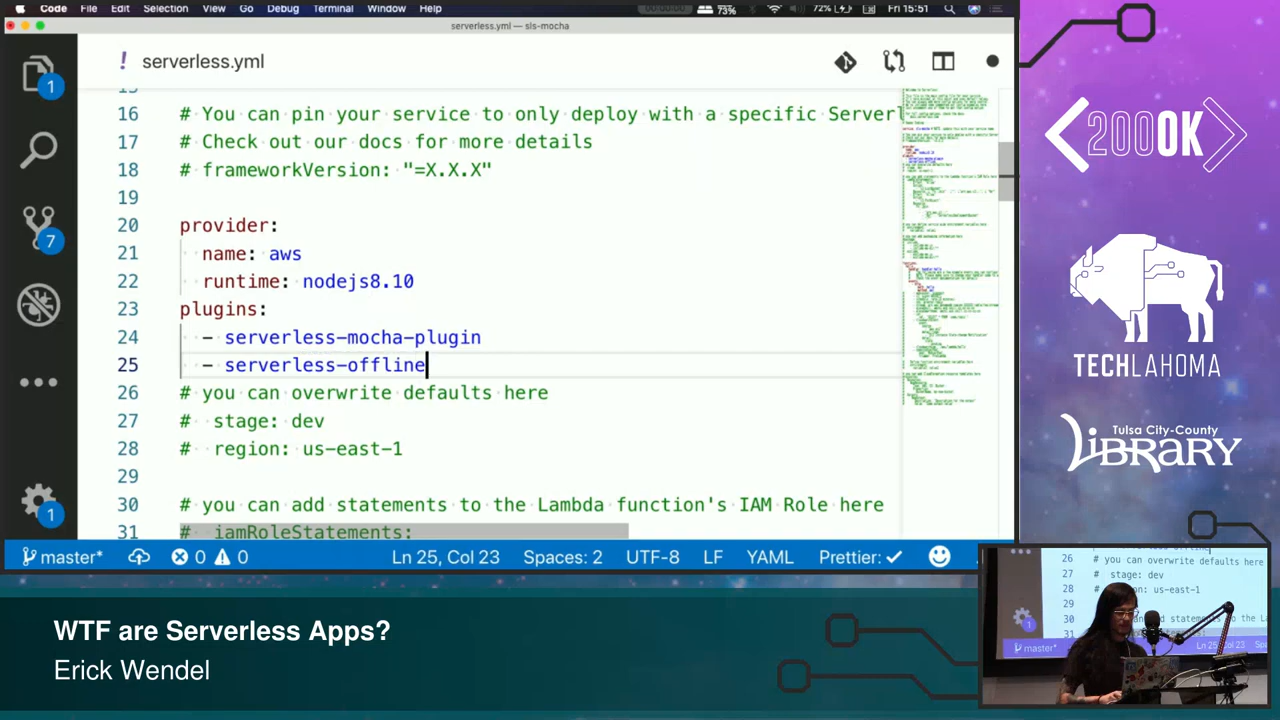 Code File Edit Selection View Go Debug Terminal Window Help 73% 72% Fri 15:51
serverless.yml — sls-mocha
! serverless.yml
16 # You can pin your service to only deploy with a specific Server
17 # Check out our docs for more details
18 # frameworkVersion: "=X.X.X"
19
20 provider:
21 name: aws
22 runtime: nodejs8.10
23 plugins:
24 - serverless-mocha-plugin
25 - serverless-offline
26 # you can overwrite defaults here
27 # stage: dev
28 # region: us-east-1
29
30 # you can add statements to the Lambda function's IAM Role here
31 # iamRoleStatements:
1
7
1
master* 0 0 Ln 25, Col 23 Spaces: 2 UTF-8 LF YAML Prettier: ✓
<200OK>
TECHLAHOMA
Tulsa City-County
LIBRARY
WTF are Serverless Apps?
Erick Wendel
26 # you can overwrite defaults here
27 # stage: dev
28
us-east-1
29
30
31
master* Ln 25, Col 23